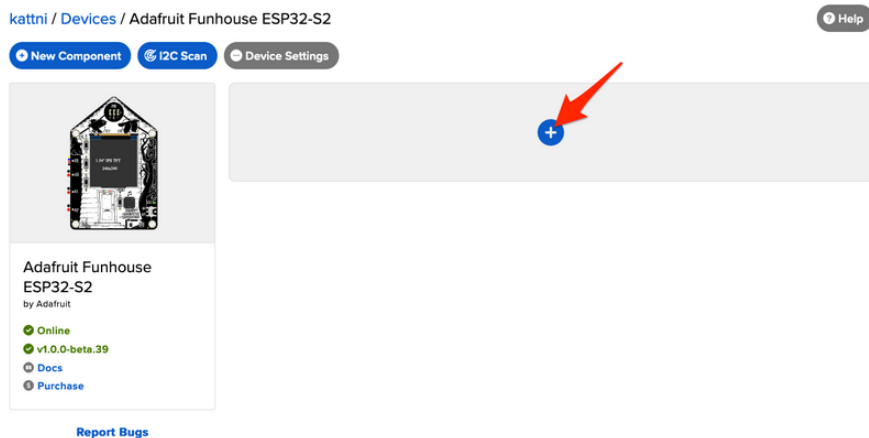 kattni / Devices / Adafruit Funhouse ESP32-S2
? Help
+ New Component
I2C Scan
Device Settings
Adafruit Funhouse
ESP32-S2
by Adafruit
Online
v1.0.0-beta.39
Docs
$ Purchase
Report Bugs